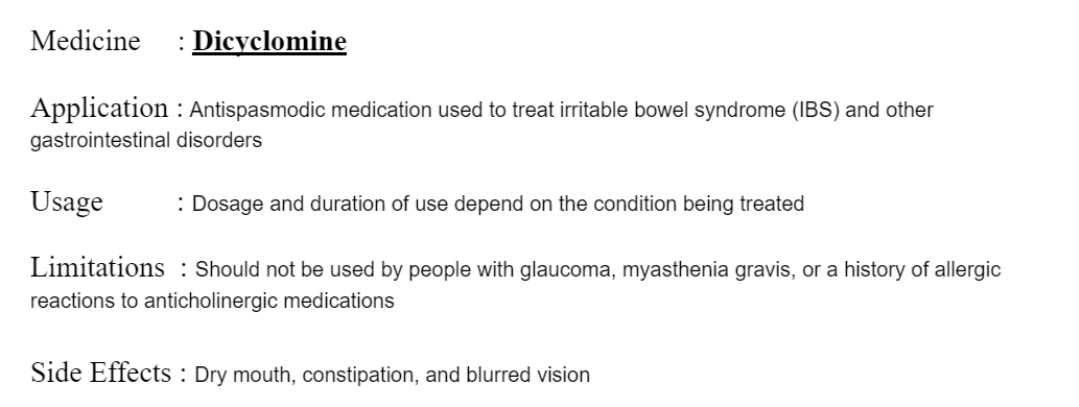 Medicine : Dicyclomine
Application : Antispasmodic medication used to treat irritable bowel syndrome (IBS) and other
gastrointestinal disorders
Usage : Dosage and duration of use depend on the condition being treated
Limitations : Should not be used by people with glaucoma, myasthenia gravis, or a history of allergic
reactions to anticholinergic medications
Side Effects : Dry mouth, constipation, and blurred vision